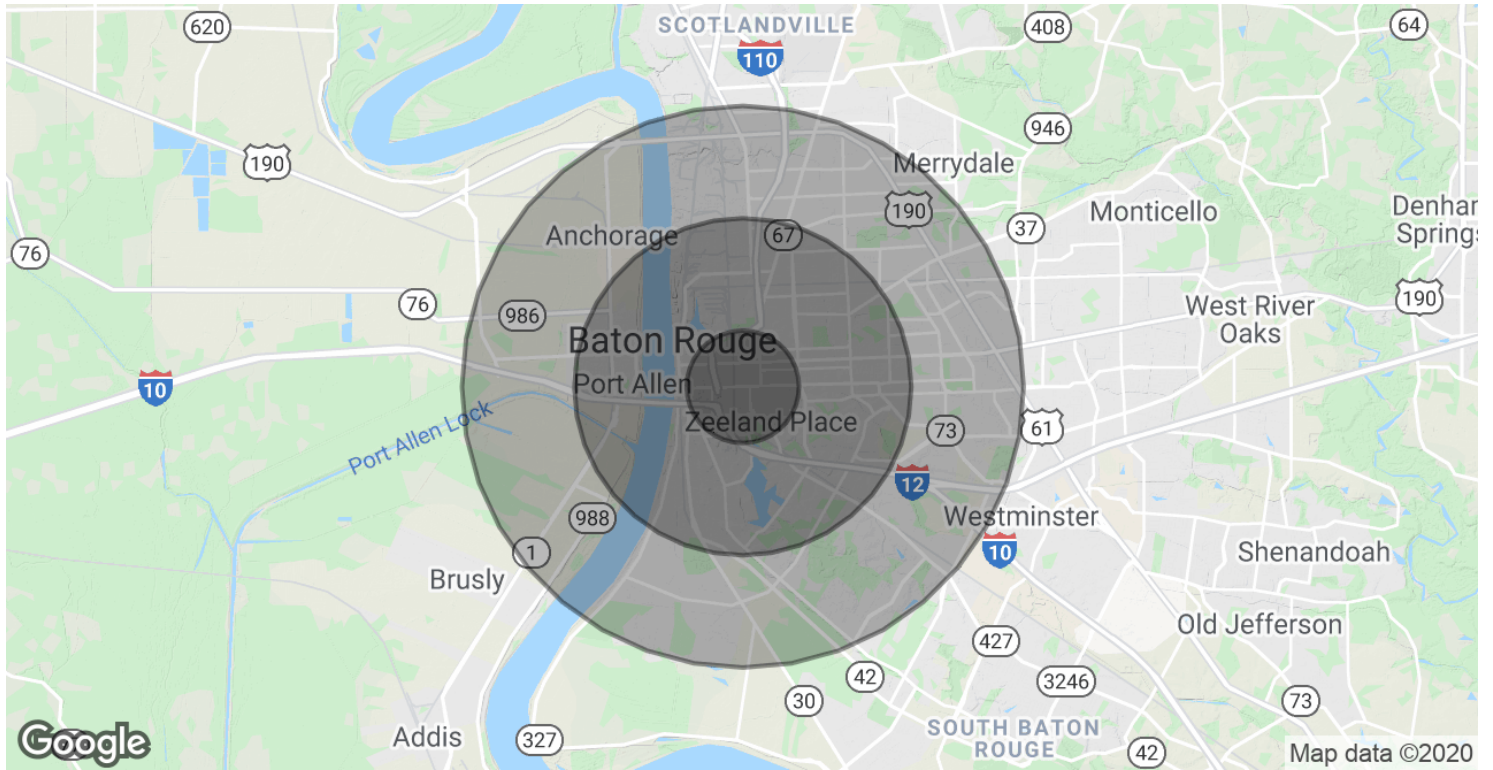 620
SCOTLANDVILLE
408
64
110
946
190
Merrydale
190
Monticello
Denham
Springs
37
Anchorage
67
76
76
986
West River
Oaks
190
Baton Rouge
10
Port Allen
Zeeland Place
73
61
Port Allen Lock
12
988
Westminster
1
10
Shenandoah
Brusly
Old Jefferson
427
42
3246
30
73
SOUTH BATON
ROUGE
Addis
327
42
Google
Map data ©2020